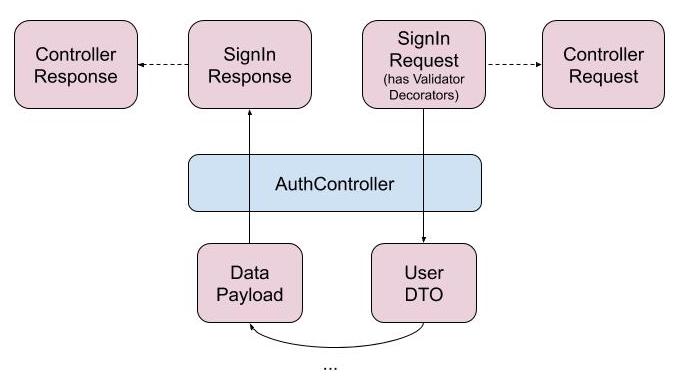 Controller
Response
SignIn
Response
SignIn
Request
(has Validator
Decorators)
Controller
Request
AuthController
Data
Payload
User
DTO
...